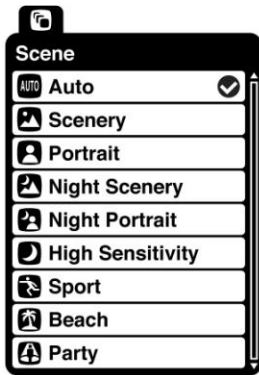 Scene
AUTO Auto
Scenery
Portrait
Night Scenery
Night Portrait
High Sensitivity
Sport
Beach
Party